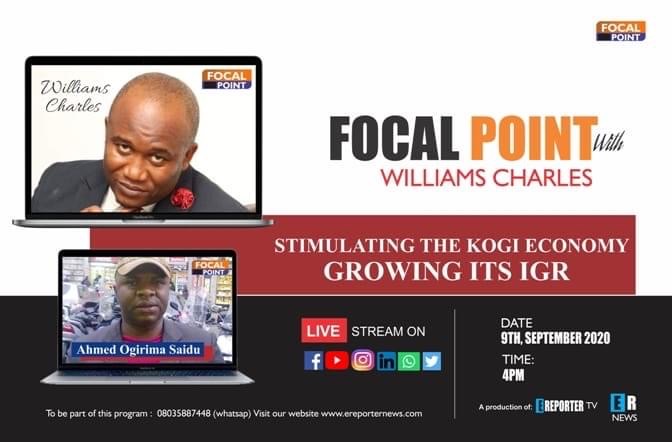 FOCAL
POINT
Williams
Charles
FOCAL
POINT
FOCAL POINT With
WILLIAMS CHARLES
STIMULATING THE KOGI ECONOMY
GROWING ITS IGR
FOCAL
POINT
Ahmed Ogirima Saidu
LIVE STREAM ON
DATE
9TH, SEPTEMBER 2020
TIME:
4PM
To be part of this program : 08035887448 (whatsap) Visit our website www.ereporternews.com
A production of: EREPORTER TV
ER
NEWS